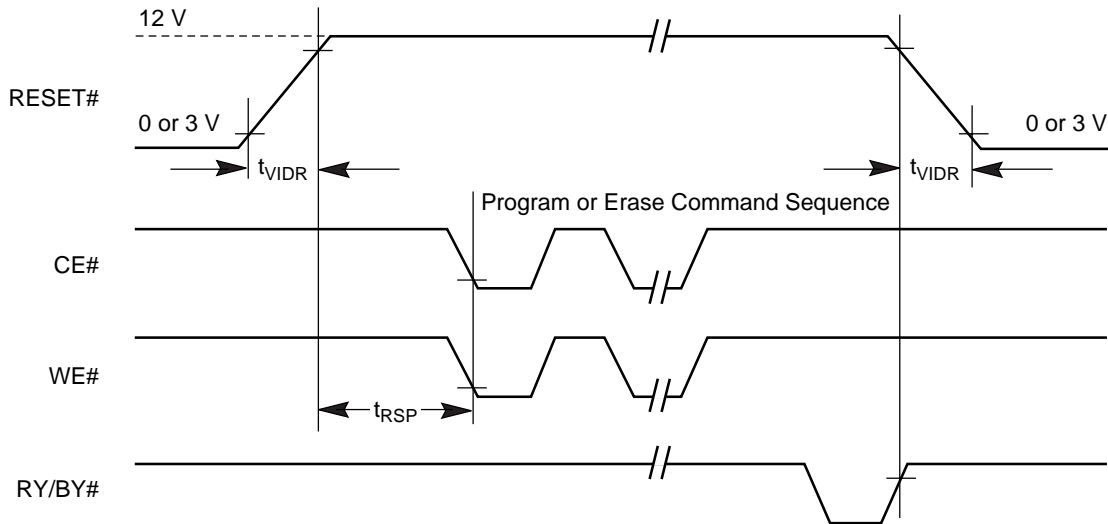 12 V
RESET#
0 or 3 V
0 or 3 V
tVIDR
tVIDR
Program or Erase Command Sequence
CE#
WE#
tRSP
RY/BY#